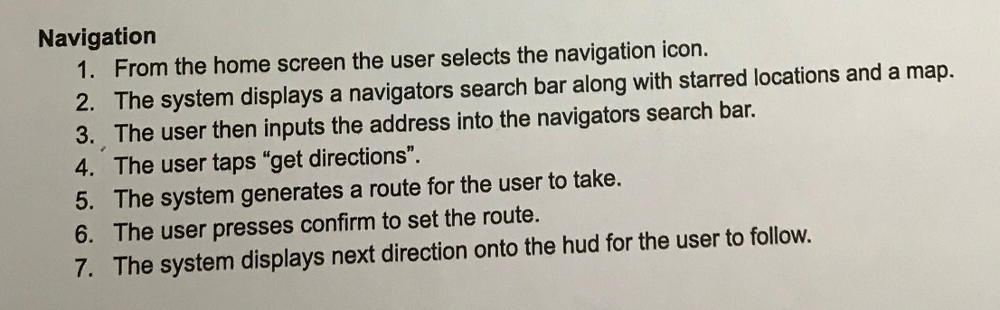 Navigation
1. From the home screen the user selects the navigation icon.
2. The system displays a navigators search bar along with starred locations and a map.
3. The user then inputs the address into the navigators search bar.
4. The user taps “get directions”.
5. The system generates a route for the user to take.
6. The user presses confirm to set the route.
7. The system displays next direction onto the hud for the user to follow.